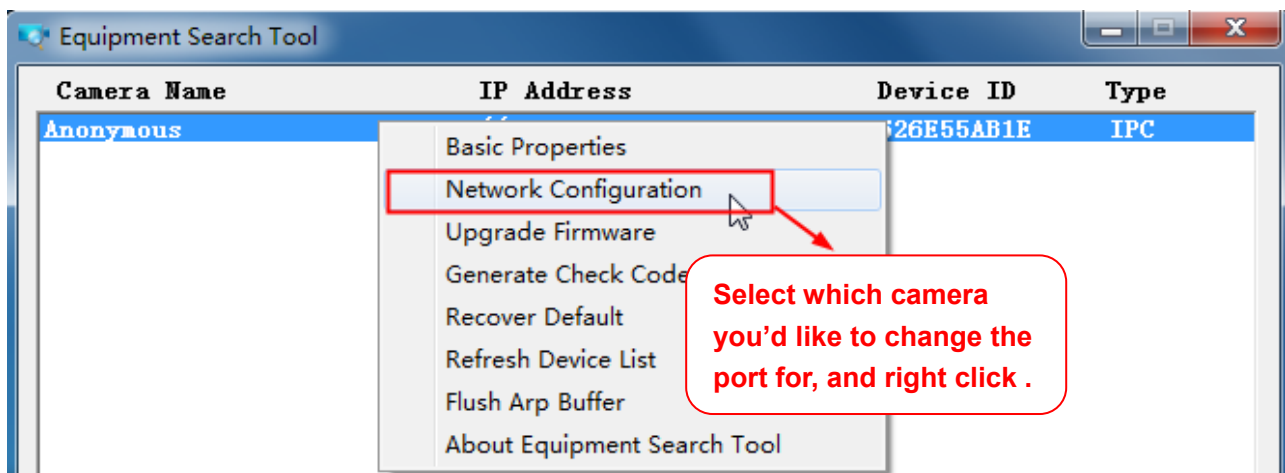 Equipment Search Tool
Camera Name IP Address Device ID Type
Anonymous 526E55AB1E IPC
Basic Properties
Network Configuration
Upgrade Firmware
Generate Check Code
Recover Default
Refresh Device List
Flush Arp Buffer
About Equipment Search Tool
Select which camera
you’d like to change the
port for, and right click .